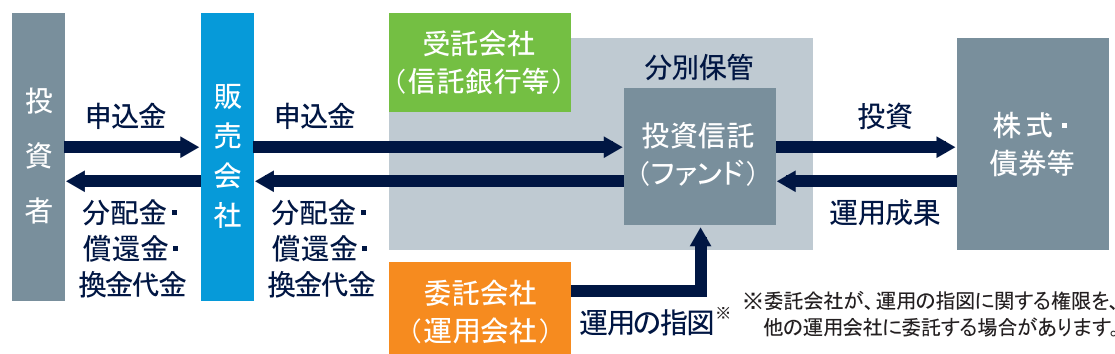 投資者
申込金
分配金・
償還金・
換金代金
販売会社
申込金
分配金・
償還金・
換金代金
受託会社
（信託銀行等）
分別保管
投資信託
（ファンド）
委託会社
（運用会社）
運用の指図※
投資
運用成果
株式・
債券等
※委託会社が、運用の指図に関する権限を、
他の運用会社に委託する場合があります。